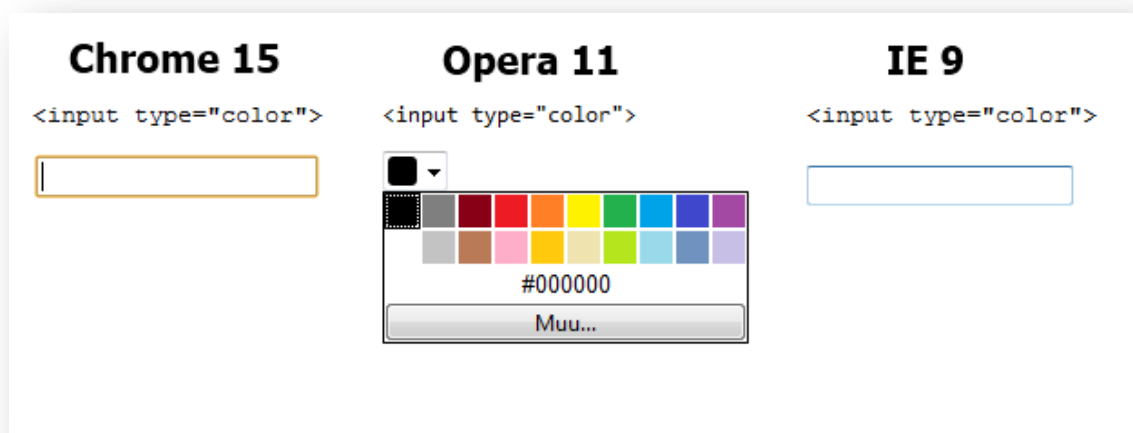 Chrome 15
<input type="color">
Opera 11
<input type="color">
#000000
Muu...
IE 9
<input type="color">